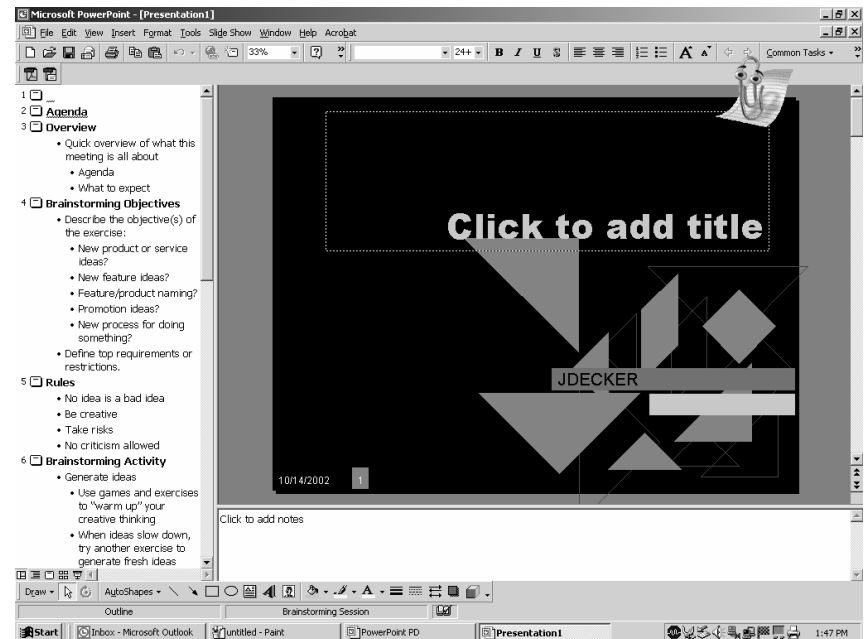 Microsoft PowerPoint - [Presentation1]
File Edit View Insert Format Tools Slide Show Window Help Acrobat
33% 24+ B I U S A A Common Tasks
1
2 Agenda
3 Overview
• Quick overview of what this
meeting is all about
• Agenda
• What to expect
4 Brainstorming Objectives
• Describe the objective(s) of
the exercise:
• New product or service
ideas?
• New feature ideas?
• Feature/product naming?
• Promotion ideas?
• New process for doing
something?
• Define top requirements or
restrictions.
5 Rules
• No idea is a bad idea
• Be creative
• Take risks
• No criticism allowed
6 Brainstorming Activity
• Generate ideas
• Use games and exercises
to "warm up" your
creative thinking
• When ideas slow down,
try another exercise to
generate fresh ideas
Click to add title
JDECKER
10/14/2002 1
Click to add notes
Draw AutoShapes A
Outline Brainstorming Session
Start Inbox - Microsoft Outlook untitled - Paint PowerPoint PD Presentation1 1:47 PM